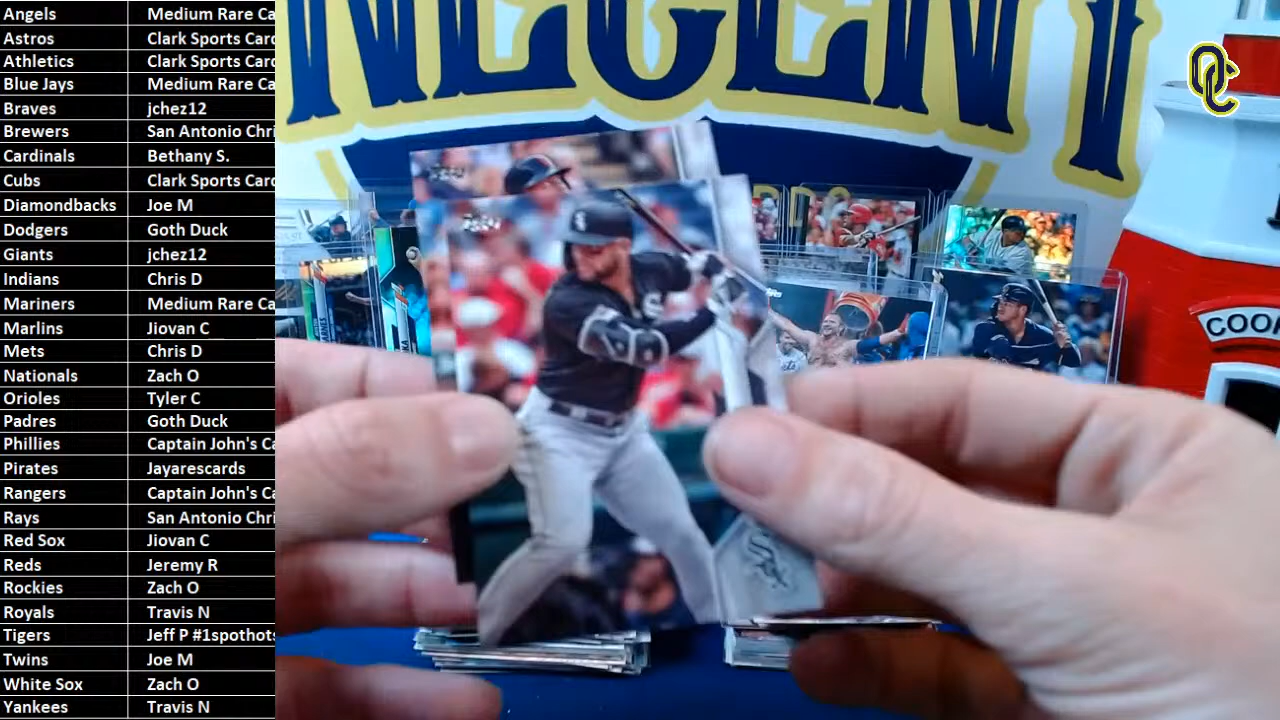 Angels Medium Rare Ca
Astros Clark Sports Card
Athletics Clark Sports Card
Blue Jays Medium Rare Ca
Braves jchez12
Brewers San Antonio Chri
Cardinals Bethany S.
Cubs Clark Sports Card
Diamondbacks Joe M
Dodgers Goth Duck
Giants jchez12
Indians Chris D
Mariners Medium Rare Ca
Marlins Jiovan C
Mets Chris D
Nationals Zach O
Orioles Tyler C
Padres Goth Duck
Phillies Captain John's Ca
Pirates Jayarescards
Rangers Captain John's Ca
Rays San Antonio Chri
Red Sox Jiovan C
Reds Jeremy R
Rockies Zach O
Royals Travis N
Tigers Jeff P #1spothots
Twins Joe M
White Sox Zach O
Yankees Travis N
OC
COO